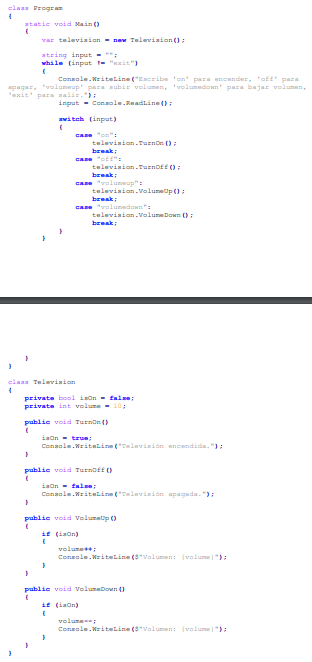 class Program
{
static void Main()
{
var television = new Television();
string input = "";
while (input != "exit")
{
Console.WriteLine("Escribe 'on' para encender, 'off' para
apagar, 'volumeup' para subir volumen, 'volumedown' para bajar volumen,
'exit' para salir.");
input = Console.ReadLine();
switch (input)
{
case "on":
television.TurnOn();
break;
case "off":
television.TurnOff();
break;
case "volumeup":
television.VolumeUp();
break;
case "volumedown":
television.VolumeDown();
break;
}
}
}
}
class Television
{
private bool isOn = false;
private int volume = 10;
public void TurnOn()
{
isOn = true;
Console.WriteLine("Televisión encendida.");
}
public void TurnOff()
{
isOn = false;
Console.WriteLine("Televisión apagada.");
}
public void VolumeUp()
{
if (isOn)
{
volume++;
Console.WriteLine($"Volumen: {volume}");
}
}
public void VolumeDown()
{
if (isOn)
{
volume--;
Console.WriteLine($"Volumen: {volume}");
}
}
}